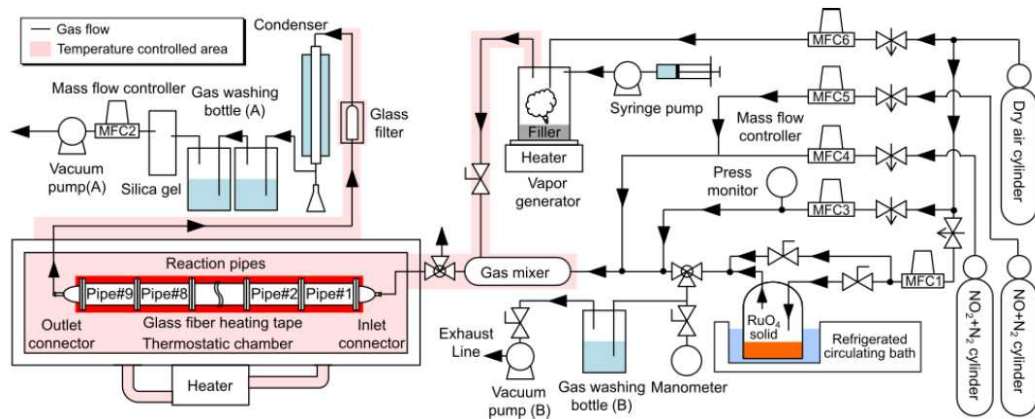 Gas flow
Temperature controlled area
Condenser
Mass flow controller
Gas washing
bottle (A)
Glass
filter
MFC2
Vacuum
pump(A)
Silica gel
Filler
Heater
Vapor
generator
Syringe pump
MFC6
MFC5
Mass flow
controller
MFC4
Press
monitor
MFC3
MFC1
Dry air cylinder
NO+N₂ cylinder
NO₂+N₂ cylinder
Gas mixer
Reaction pipes
Pipe#9
Pipe#8
Pipe#2
Pipe#1
Glass fiber heating tape
Thermostatic chamber
Outlet
connector
Inlet
connector
Heater
Exhaust
Line
Vacuum
pump (B)
Gas washing
bottle (B)
Manometer
RuO₄
solid
Refrigerated
circulating bath